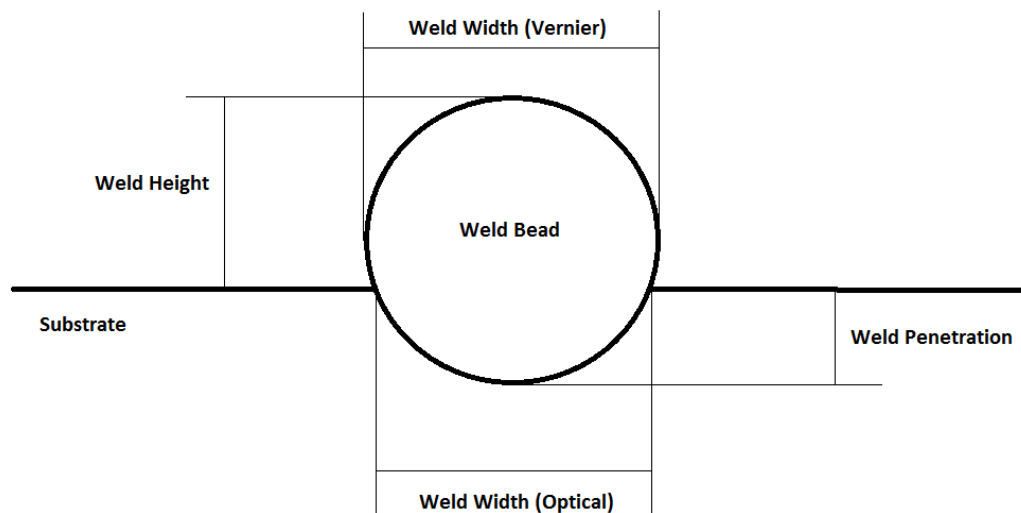 Weld Width (Vernier)
Weld Height
Weld Bead
Substrate
Weld Penetration
Weld Width (Optical)